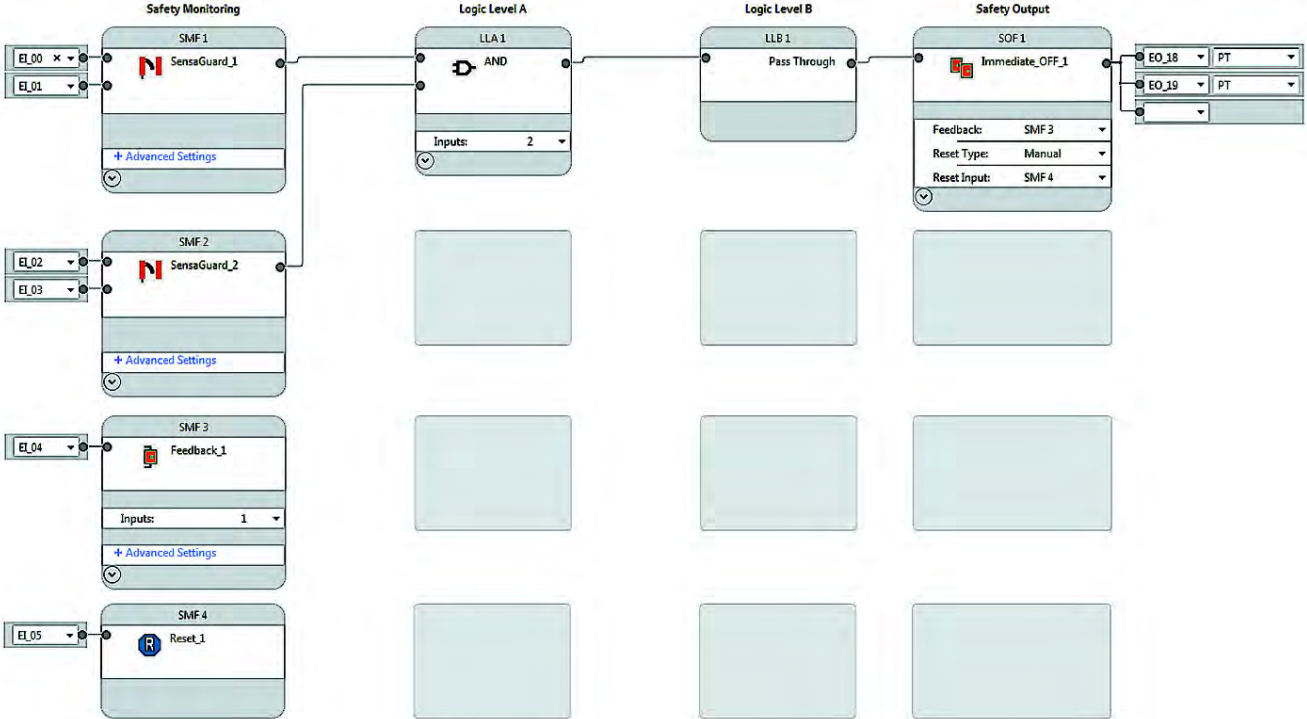 Safety Monitoring
Logic Level A
Logic Level B
Safety Output
SMF 1
EI_00
EI_01
SensaGuard_1
+ Advanced Settings
LLA 1
AND
Inputs: 2
LLB 1
Pass Through
SOF 1
Immediate_OFF_1
Feedback: SMF 3
Reset Type: Manual
Reset Input: SMF 4
EO_18 PT
EO_19 PT
SMF 2
EI_02
EI_03
SensaGuard_2
+ Advanced Settings
SMF 3
EI_04
Feedback_1
Inputs: 1
+ Advanced Settings
SMF 4
EI_05
R
Reset_1